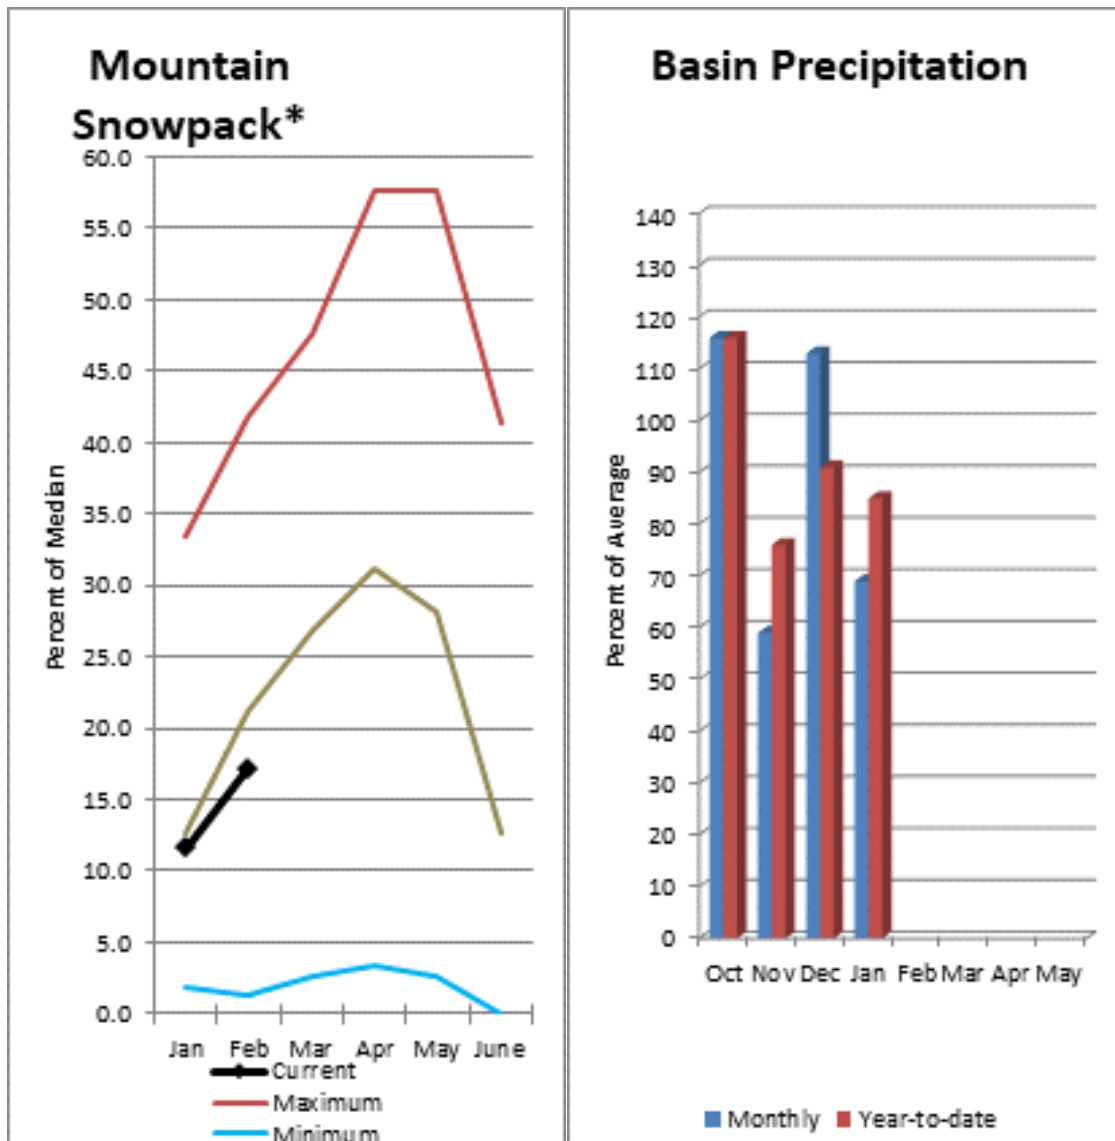 Mountain
Snowpack*
60.0
55.0
50.0
45.0
40.0
35.0
30.0
25.0
20.0
15.0
10.0
5.0
0.0
Percent of Median
Jan Feb Mar Apr May June
Current
Maximum
Minimum
Basin Precipitation
140
130
120
110
100
90
80
70
60
50
40
30
20
10
0
Percent of Average
Oct Nov Dec Jan Feb Mar Apr May
Monthly Year-to-date